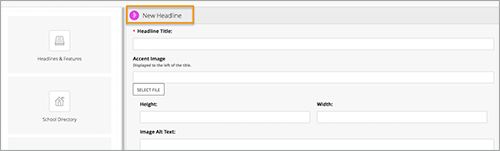 New Headline
* Headline Title:
Accent Image
Displayed to the left of the title.
SELECT FILE
Height:
Width:
Image Alt Text:
Headlines & Features
School Directory